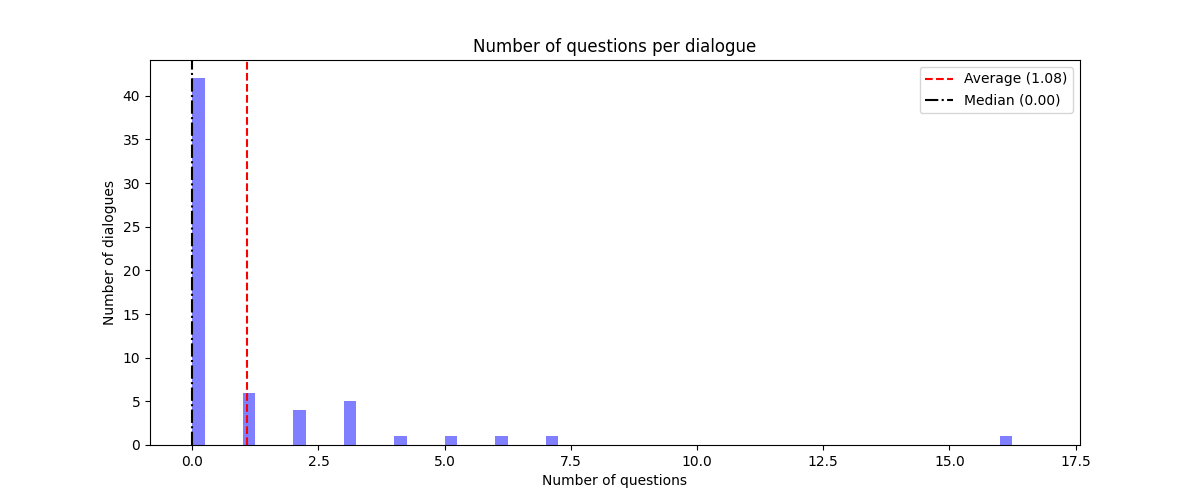 Number of questions per dialogue
Average (1.08)
Median (0.00)
Number of dialogues
40
35
30
25
20
15
10
5
0
0.0 2.5 5.0 7.5 10.0 12.5 15.0 17.5
Number of questions